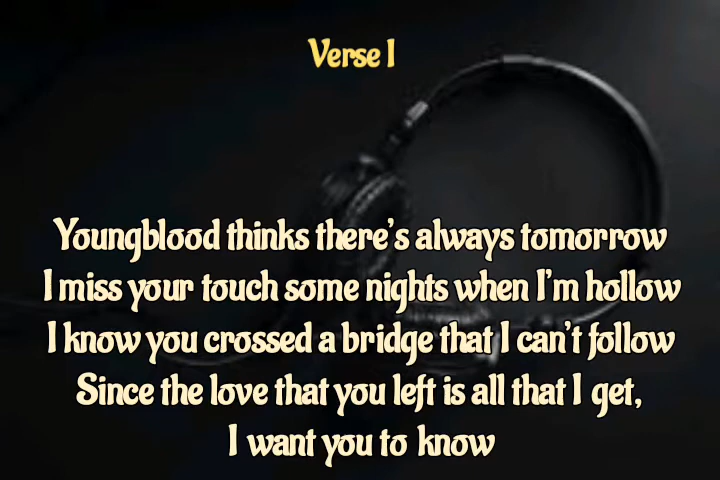 Verse 1
Youngblood thinks there's always tomorrow
I miss your touch some nights when I'm hollow
I know you crossed a bridge that I can't follow
Since the love that you left is all that I get,
I want you to know